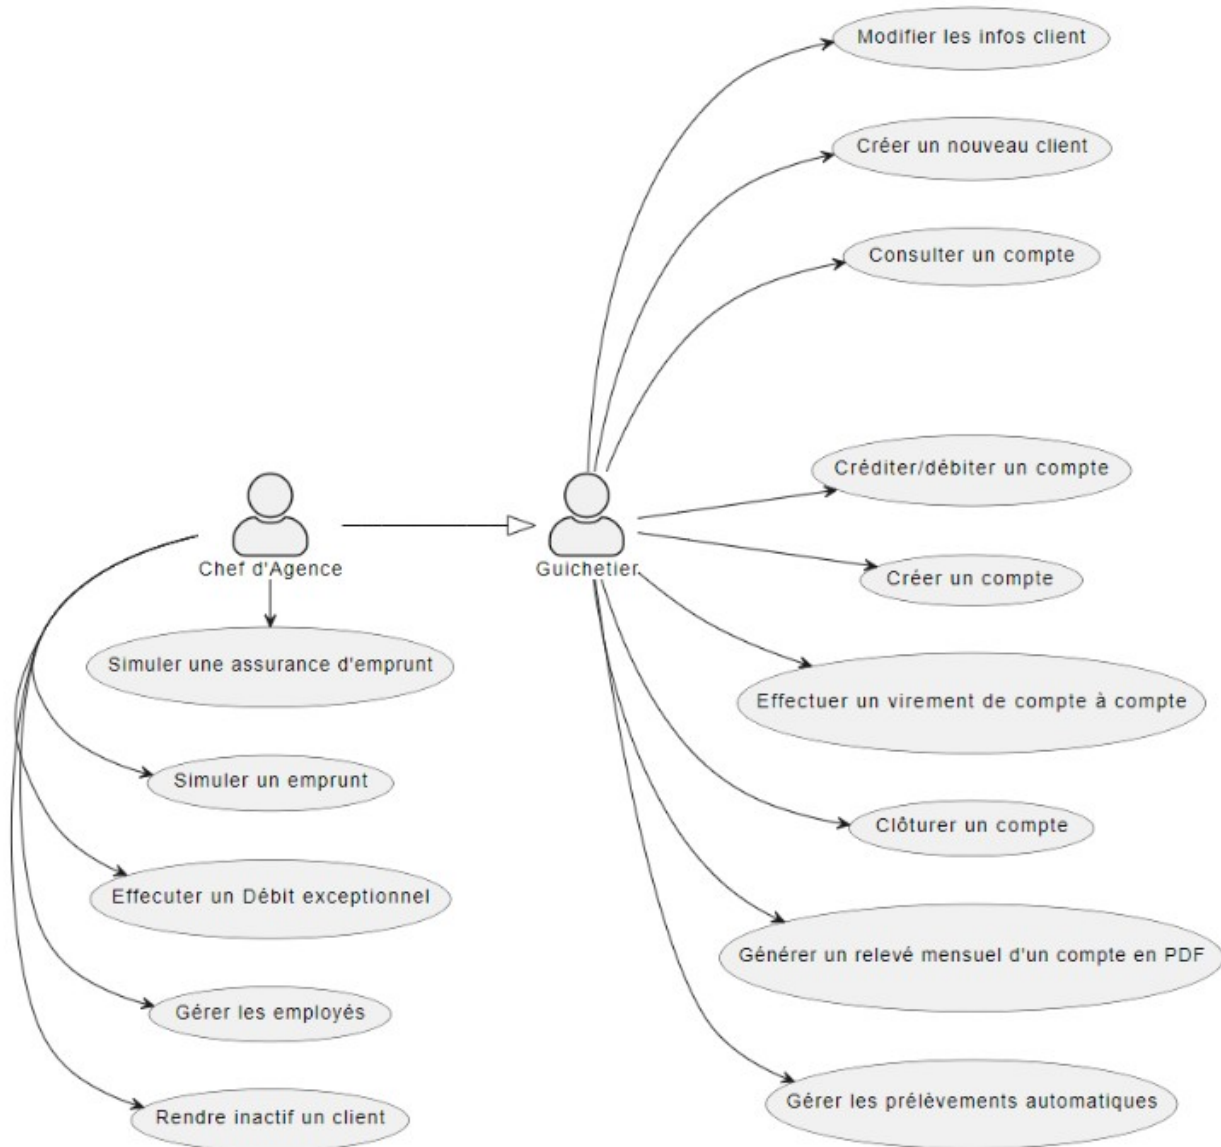 Modifier les infos client
Créer un nouveau client
Consulter un compte
Créditer/débiter un compte
Chef d'Agence
Guichetier
Créer un compte
Simuler une assurance d'emprunt
Effectuer un virement de compte à compte
Simuler un emprunt
Clôturer un compte
Effecuter un Débit exceptionnel
Générer un relevé mensuel d'un compte en PDF
Gérer les employés
Gérer les prélèvements automatiques
Rendre inactif un client